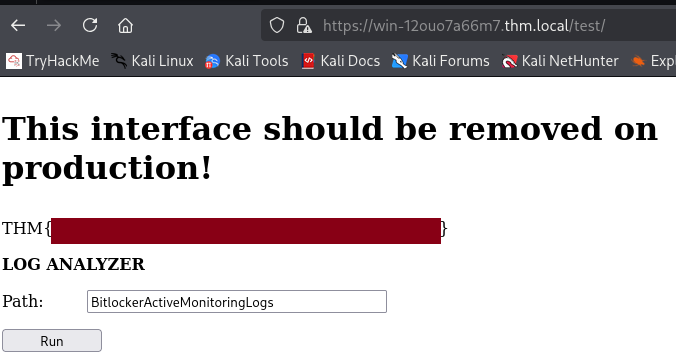 https://win-12ouo7a66m7.thm.local/test/
TryHackMe Kali Linux Kali Tools Kali Docs Kali Forums Kali NetHunter Expl
This interface should be removed on
production!
THM{ }
LOG ANALYZER
Path: BitlockerActiveMonitoringLogs
Run